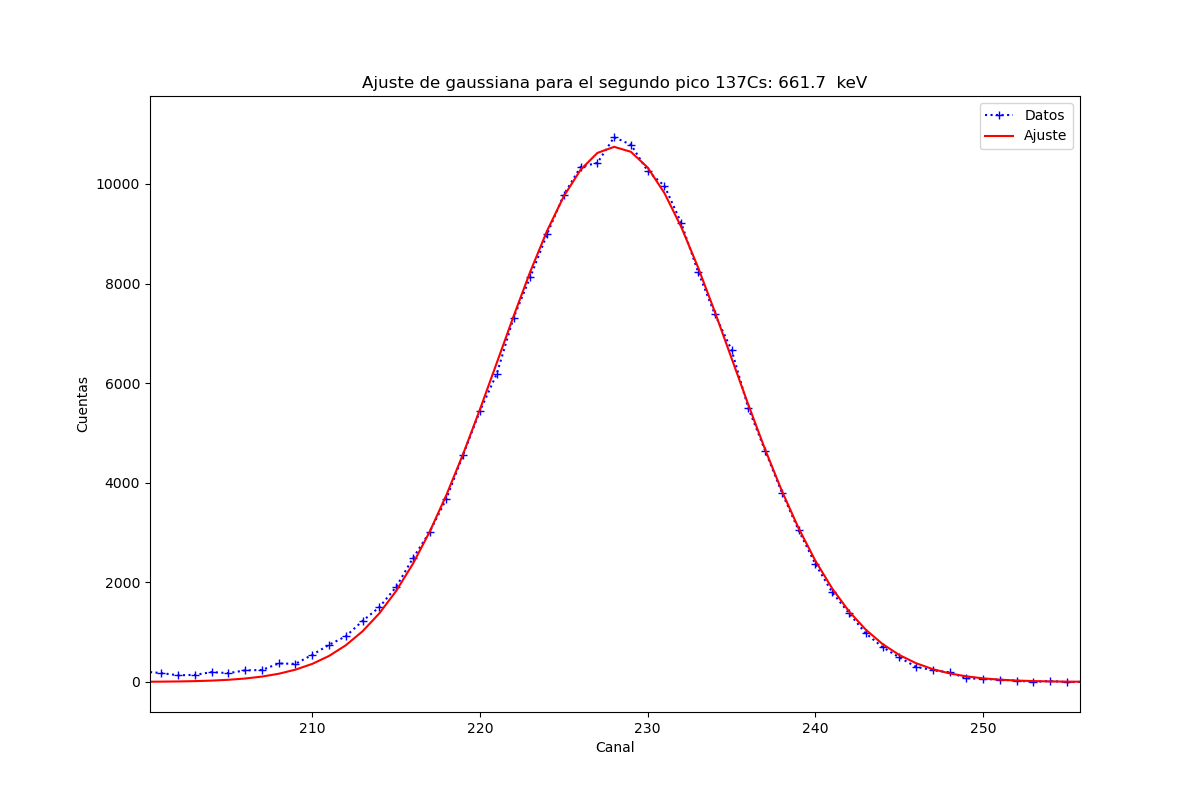 Ajuste de gaussiana para el segundo pico 137Cs: 661.7  keV
Datos
Ajuste
10000
8000
6000
4000
2000
0
Cuentas
210 220 230 240 250
Canal